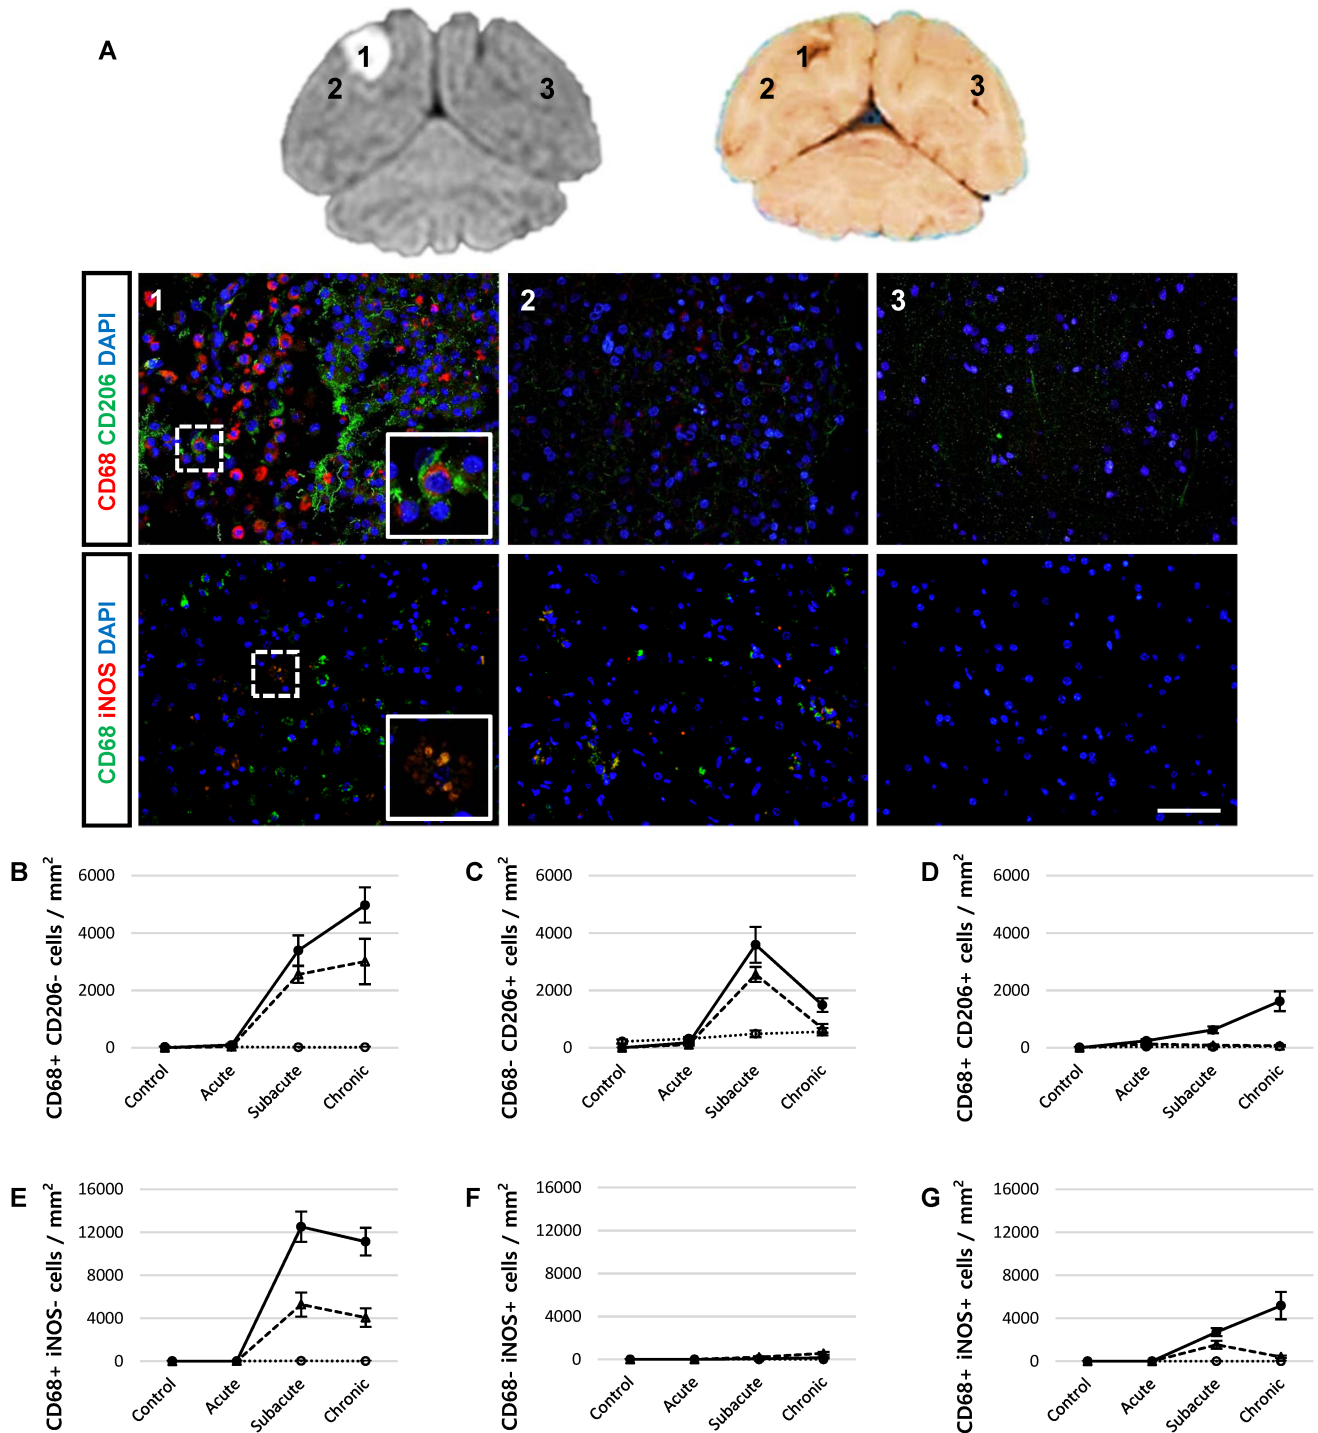 A
1
2
3
1
2
3
CD68 CD206 DAPI
1
2
3
CD68 iNOS DAPI
B
CD68+ CD206- cells / mm²
6000
4000
2000
0
Control
Acute
Subacute
Chronic
C
CD68- CD206+ cells / mm²
6000
4000
2000
0
Control
Acute
Subacute
Chronic
D
CD68+ CD206+ cells / mm²
6000
4000
2000
0
Control
Acute
Subacute
Chronic
E
CD68+ iNOS- cells / mm²
16000
12000
8000
4000
0
Control
Acute
Subacute
Chronic
F
CD68- iNOS+ cells / mm²
16000
12000
8000
4000
0
Control
Acute
Subacute
Chronic
G
CD68+ iNOS+ cells / mm²
16000
12000
8000
4000
0
Control
Acute
Subacute
Chronic